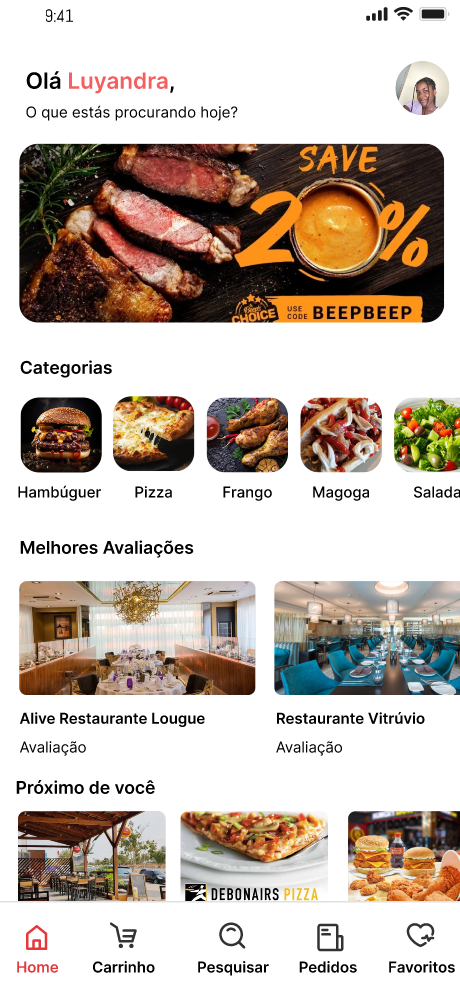 9:41
Olá Luyandra,
O que estás procurando hoje?
SAVE
20%
CHOICE
USE CODE BEEPBEEP
Categorias
Hambúguer Pizza Frango Magoga Salada
Melhores Avaliações
Alive Restaurante Lougue Restaurante Vitrúvio
Avaliação Avaliação
Próximo de você
DEBONAIRS PIZZA
Home Carrinho Pesquisar Pedidos Favoritos